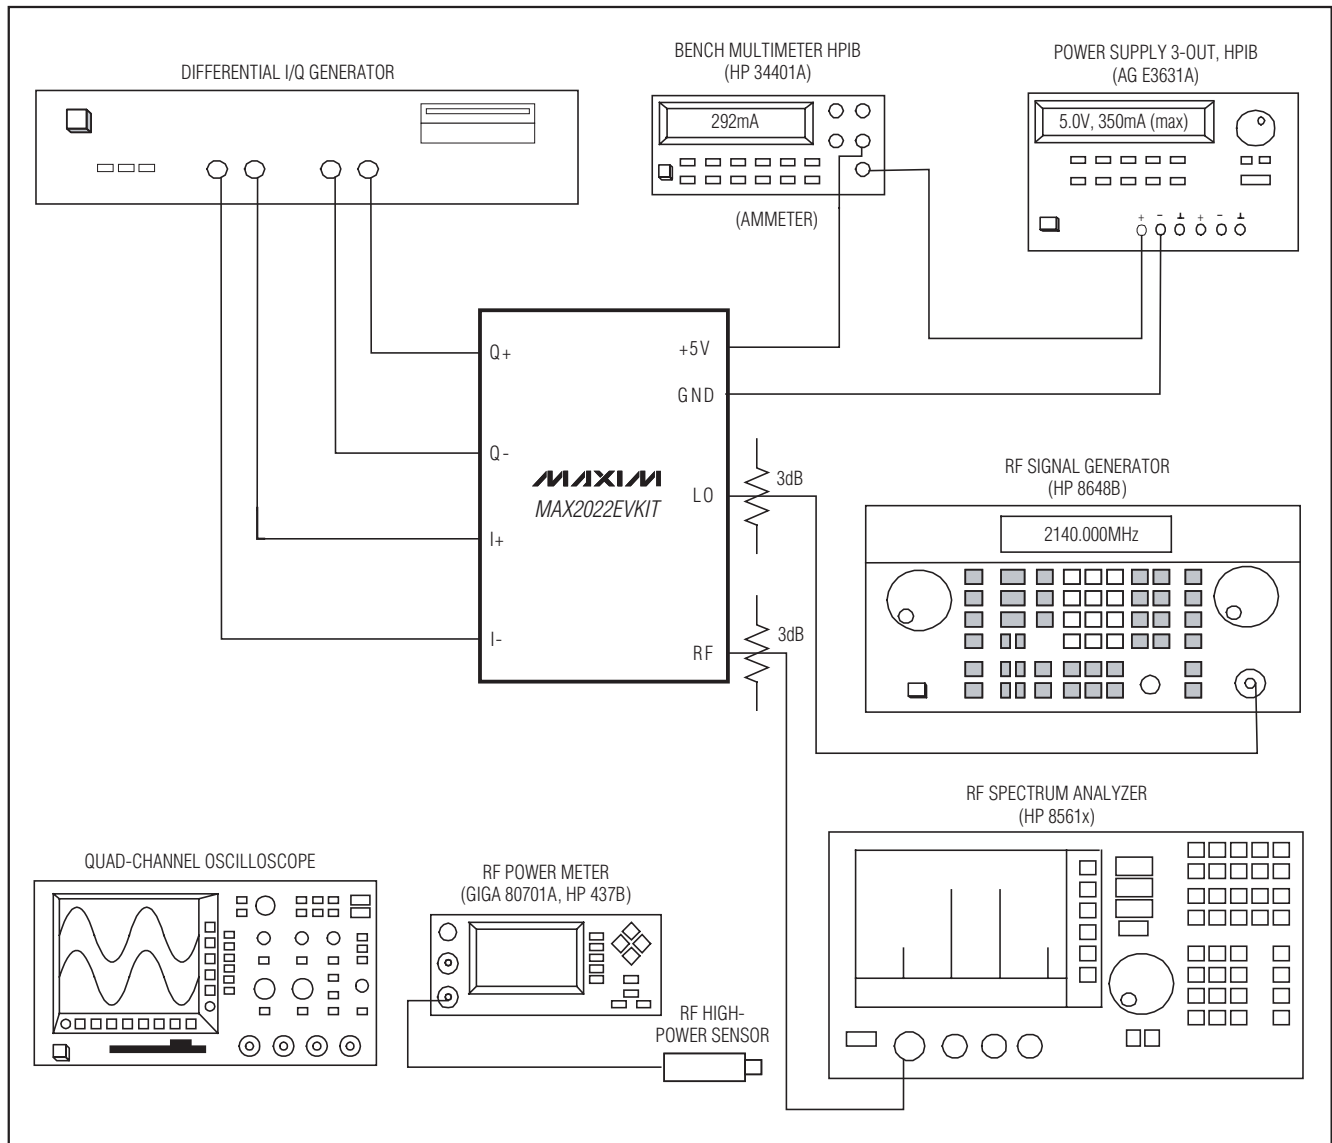 DIFFERENTIAL I/Q GENERATOR
BENCH MULTIMETER HPIB
(HP 34401A)
292mA
(AMMETER)
POWER SUPPLY 3-OUT, HPIB
(AG E3631A)
5.0V, 350mA (max)
+ - ⊥ + - ⊥
Q+
Q-
I+
I-
+5V
GND
LO
RF
MAXIM
MAX2022EVKIT
3dB
3dB
RF SIGNAL GENERATOR
(HP 8648B)
2140.000MHz
RF SPECTRUM ANALYZER
(HP 8561x)
QUAD-CHANNEL OSCILLOSCOPE
RF POWER METER
(GIGA 80701A, HP 437B)
RF HIGH-
POWER SENSOR